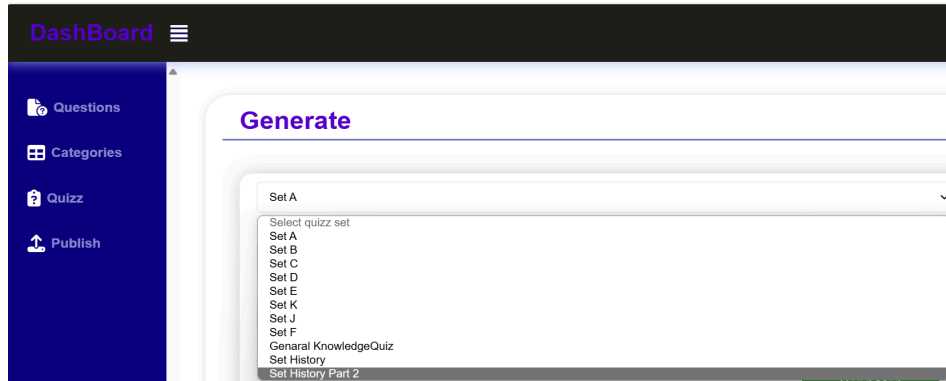 DashBoard
Questions
Categories
Quizz
Publish
Generate
Set A
Select quizz set
Set A
Set B
Set C
Set D
Set E
Set K
Set J
Set F
Genaral KnowledgeQuiz
Set History
Set History Part 2